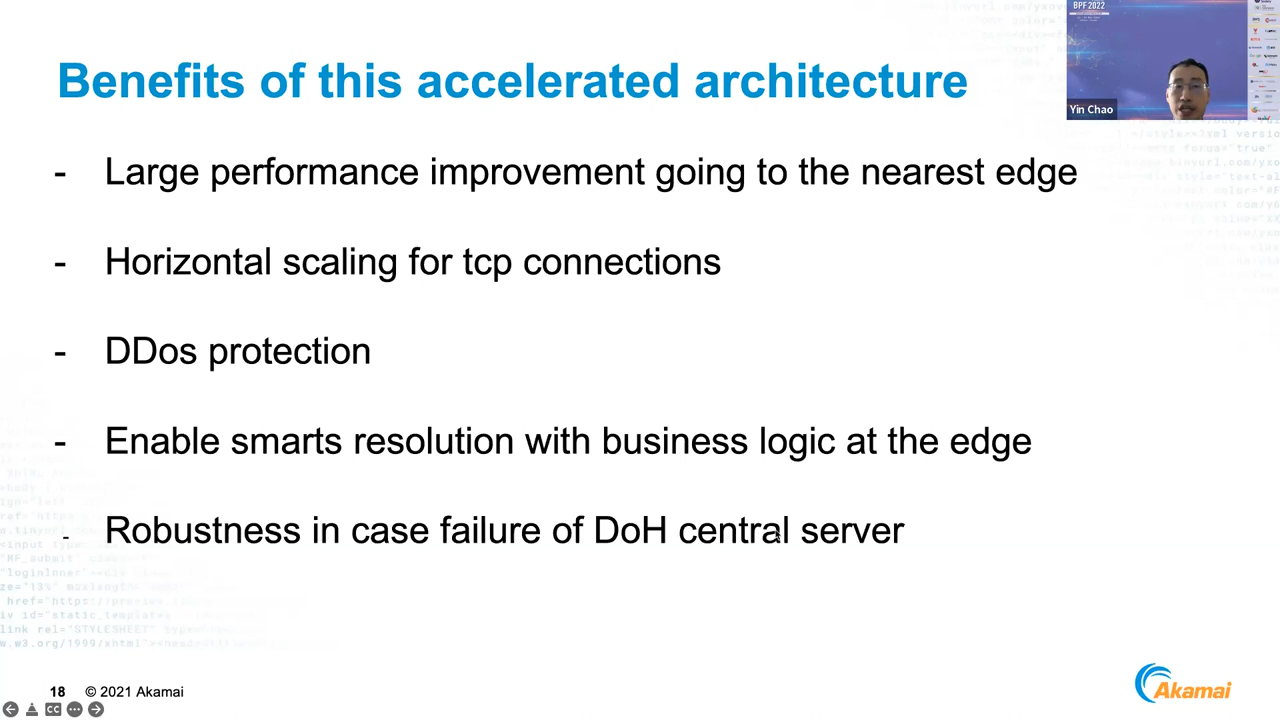 Benefits of this accelerated architecture
BPF 2022
Yin Chao
- Large performance improvement going to the nearest edge
- Horizontal scaling for tcp connections
- DDos protection
- Enable smarts resolution with business logic at the edge
- Robustness in case failure of DoH central server
18 © 2021 Akamai
CC
Akamai